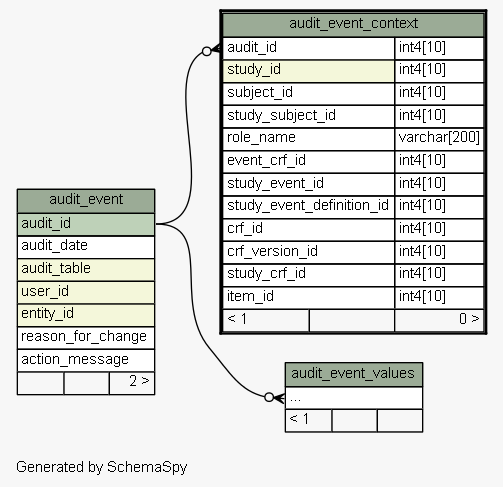 audit_event_context
audit_id int4[10]
study_id int4[10]
subject_id int4[10]
study_subject_id int4[10]
role_name varchar[200]
event_crf_id int4[10]
study_event_id int4[10]
study_event_definition_id int4[10]
crf_id int4[10]
crf_version_id int4[10]
study_crf_id int4[10]
item_id int4[10]
< 1 0 >
audit_event
audit_id
audit_date
audit_table
user_id
entity_id
reason_for_change
action_message
2 >
audit_event_values
...
< 1
Generated by SchemaSpy